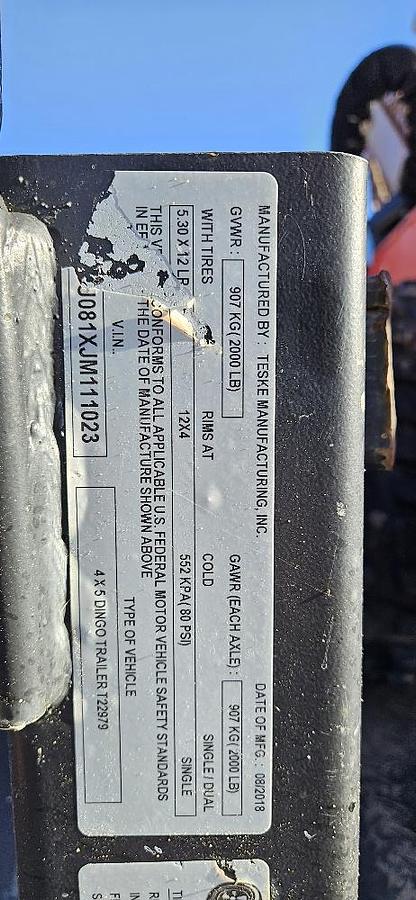 MANUFACTURED BY : TESKE MANUFACTURING, INC. DATE OF MFG. : 08/2018
GVWR : 907 KG( 2000 LB) GAWR (EACH AXLE) : 907 KG( 2000 LB)
WITH TIRES RIMS AT COLD SINGLE / DUAL
5.30 X 12 LR 12X4 552 KPA( 80 PSI) SINGLE
THIS CONFORMS TO ALL APPLICABLE U.S. FEDERAL MOTOR VEHICLE SAFETY STANDARDS
IN THE DATE OF MANUFACTURE SHOWN ABOVE
V.I.N.. TYPE OF VEHICLE
J081XJM111023 4 X 5 DINGO TRAILER T22979